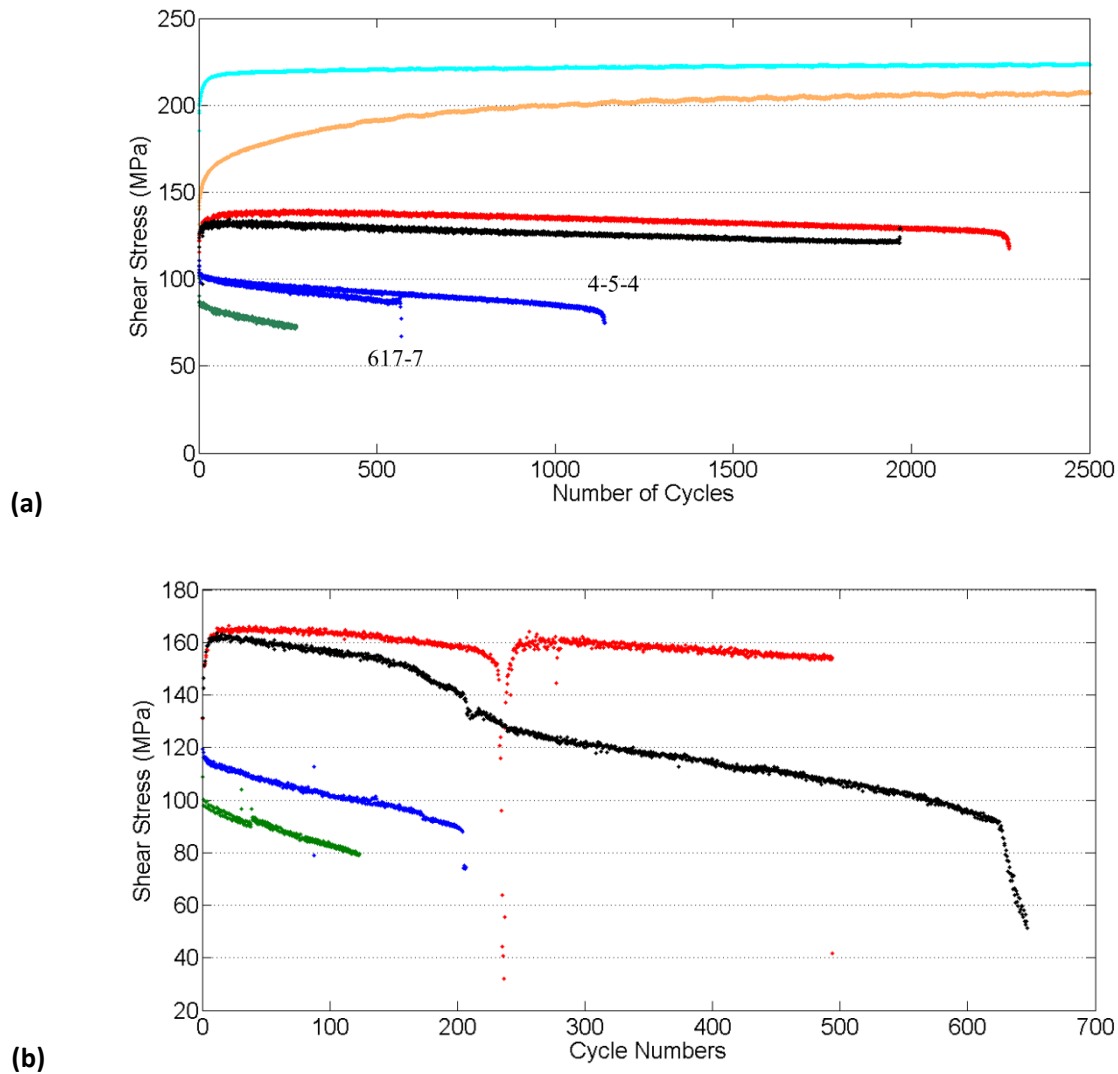 250
200
150
100
50
0
Shear Stress (MPa)
4-5-4
617-7
0 500 1000 1500 2000 2500
Number of Cycles
(a)
180
160
140
120
100
80
60
40
20
Shear Stress (MPa)
0 100 200 300 400 500 600 700
Cycle Numbers
(b)